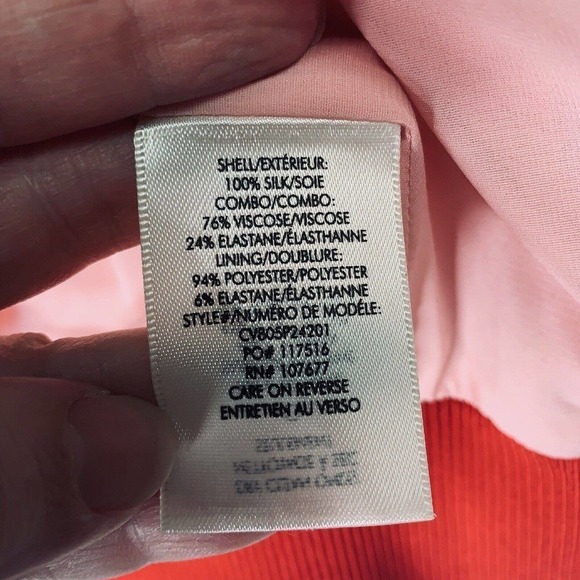 SHELL/EXTÉRIEUR:
100% SILK/SOIE
COMBO/COMBO:
76% VISCOSE/VISCOSE
24% ELASTANE/ÉLASTHANNE
LINING/DOUBLURE:
94% POLYESTER/POLYESTER
6% ELASTANE/ÉLASTHANNE
STYLE#/NUMÉRO DE MODÈLE:
CV805P24201
PO# 117516
RN# 107677
CARE ON REVERSE
ENTRETIEN AU VERSO